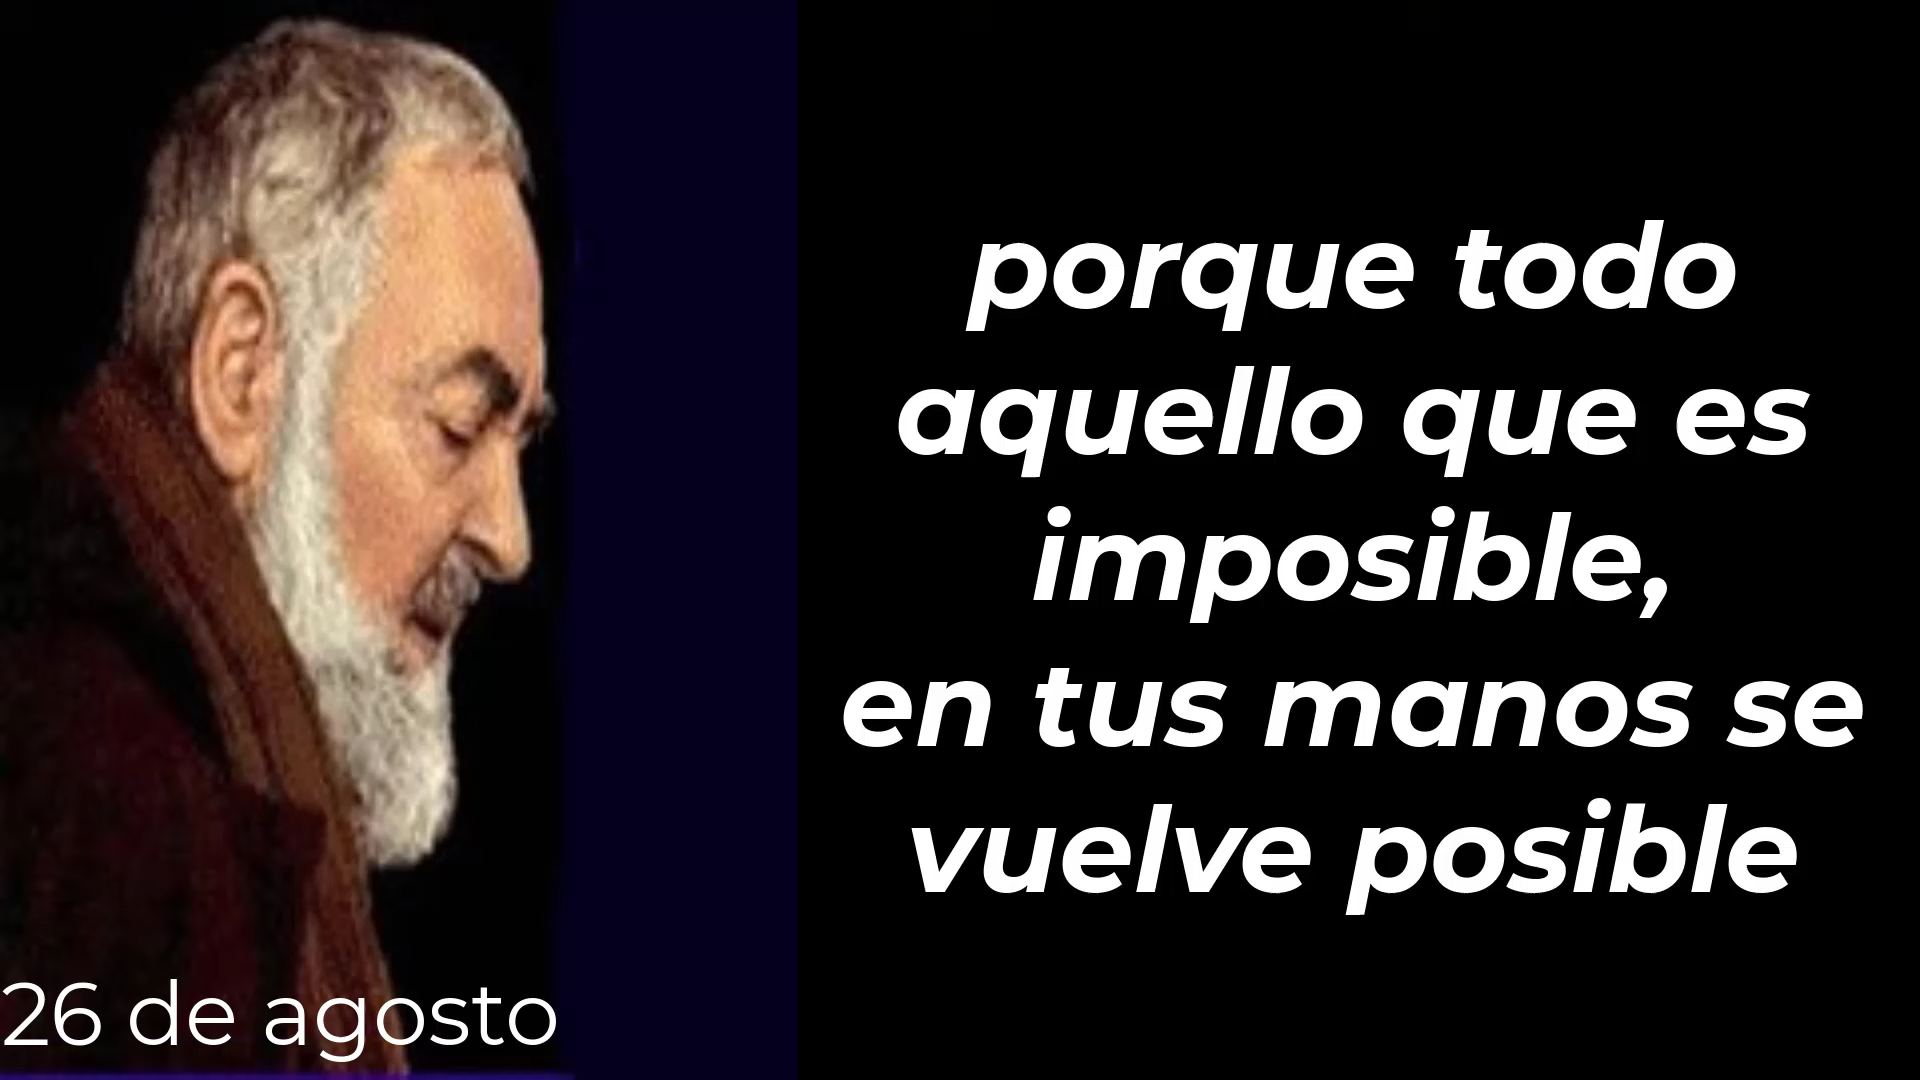 porque todo
aquello que es
imposible,
en tus manos se
vuelve posible
26 de agosto